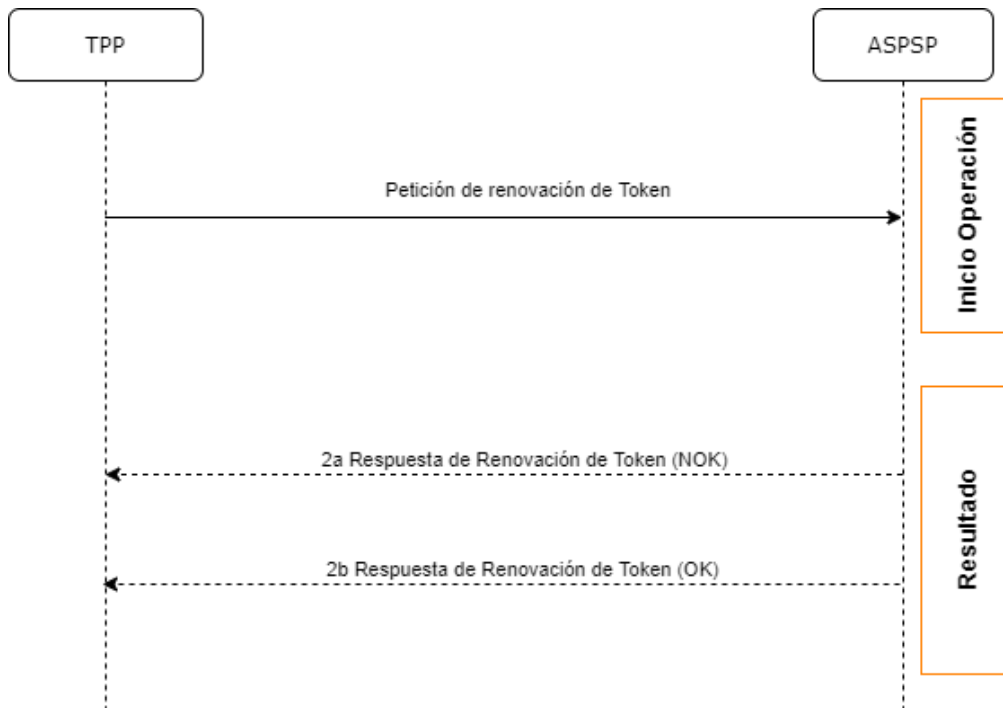 TPP
ASPSP
Inicio Operación
Petición de renovación de Token
2a Respuesta de Renovación de Token (NOK)
Resultado
2b Respuesta de Renovación de Token (OK)